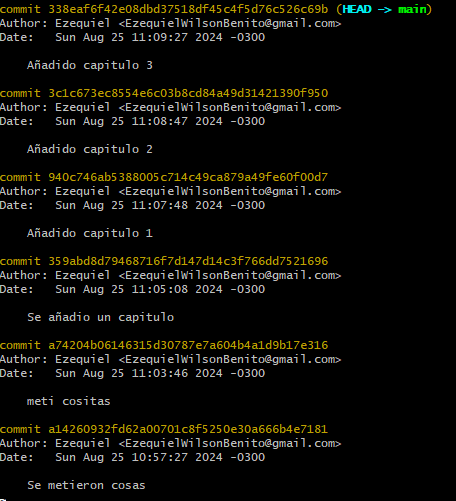 commit 338eaf6f42e08dbd37518df45c4f5d76c526c69b (HEAD -> main)
Author: Ezequiel <EzequielWilsonBenito@gmail.com>
Date:   Sun Aug 25 11:09:27 2024 -0300
Añadido capitulo 3
commit 3c1c673ec8554e6c03b8cd84a49d31421390f950
Author: Ezequiel <EzequielWilsonBenito@gmail.com>
Date:   Sun Aug 25 11:08:47 2024 -0300
Añadido capitulo 2
commit 940c746ab5388005c714c49ca879a49fe60f00d7
Author: Ezequiel <EzequielWilsonBenito@gmail.com>
Date:   Sun Aug 25 11:07:48 2024 -0300
Añadido capitulo 1
commit 359abd8d79468716f7d147d14c3f766dd7521696
Author: Ezequiel <EzequielWilsonBenito@gmail.com>
Date:   Sun Aug 25 11:05:08 2024 -0300
Se añadio un capitulo
commit a74204b06146315d30787e7a604b4a1d9b17e316
Author: Ezequiel <EzequielWilsonBenito@gmail.com>
Date:   Sun Aug 25 11:03:46 2024 -0300
meti cositas
commit a14260932fd62a00701c8f5250e30a666b4e7181
Author: Ezequiel <EzequielWilsonBenito@gmail.com>
Date:   Sun Aug 25 10:57:27 2024 -0300
Se metieron cosas